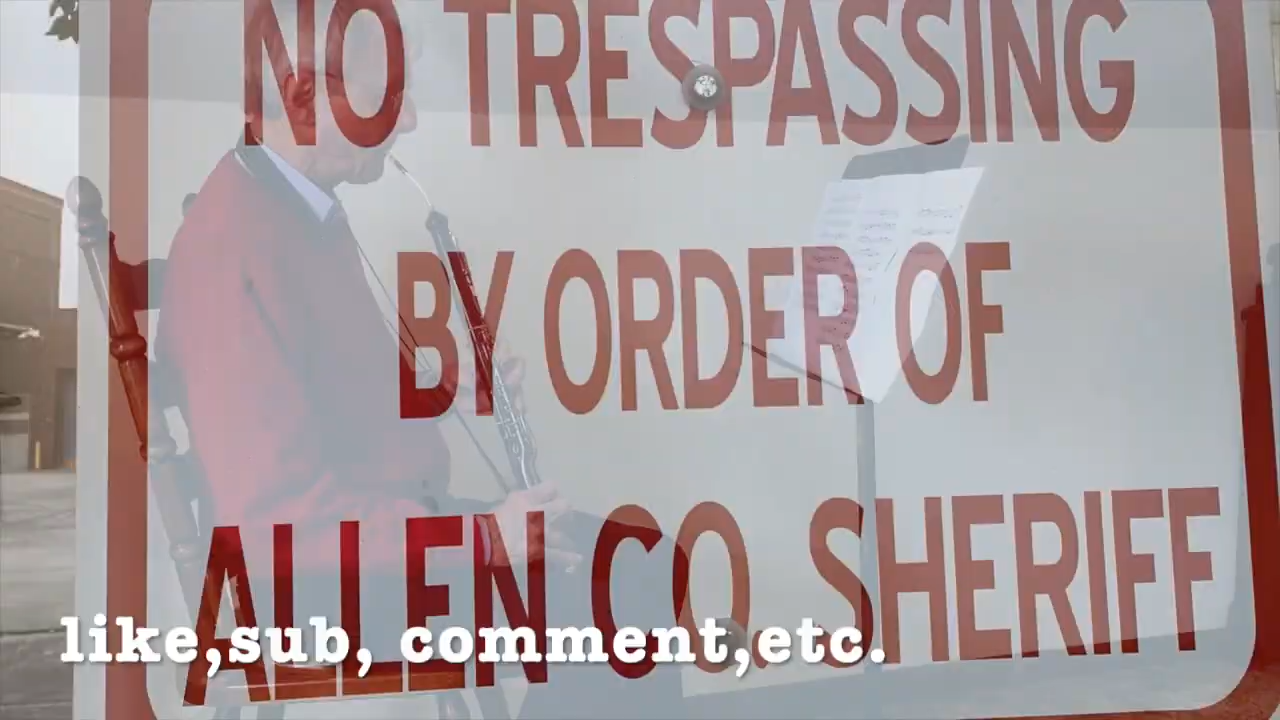 NO TRESPASSING
BY ORDER OF
ALLEN CO. SHERIFF
like,sub, comment,etc.